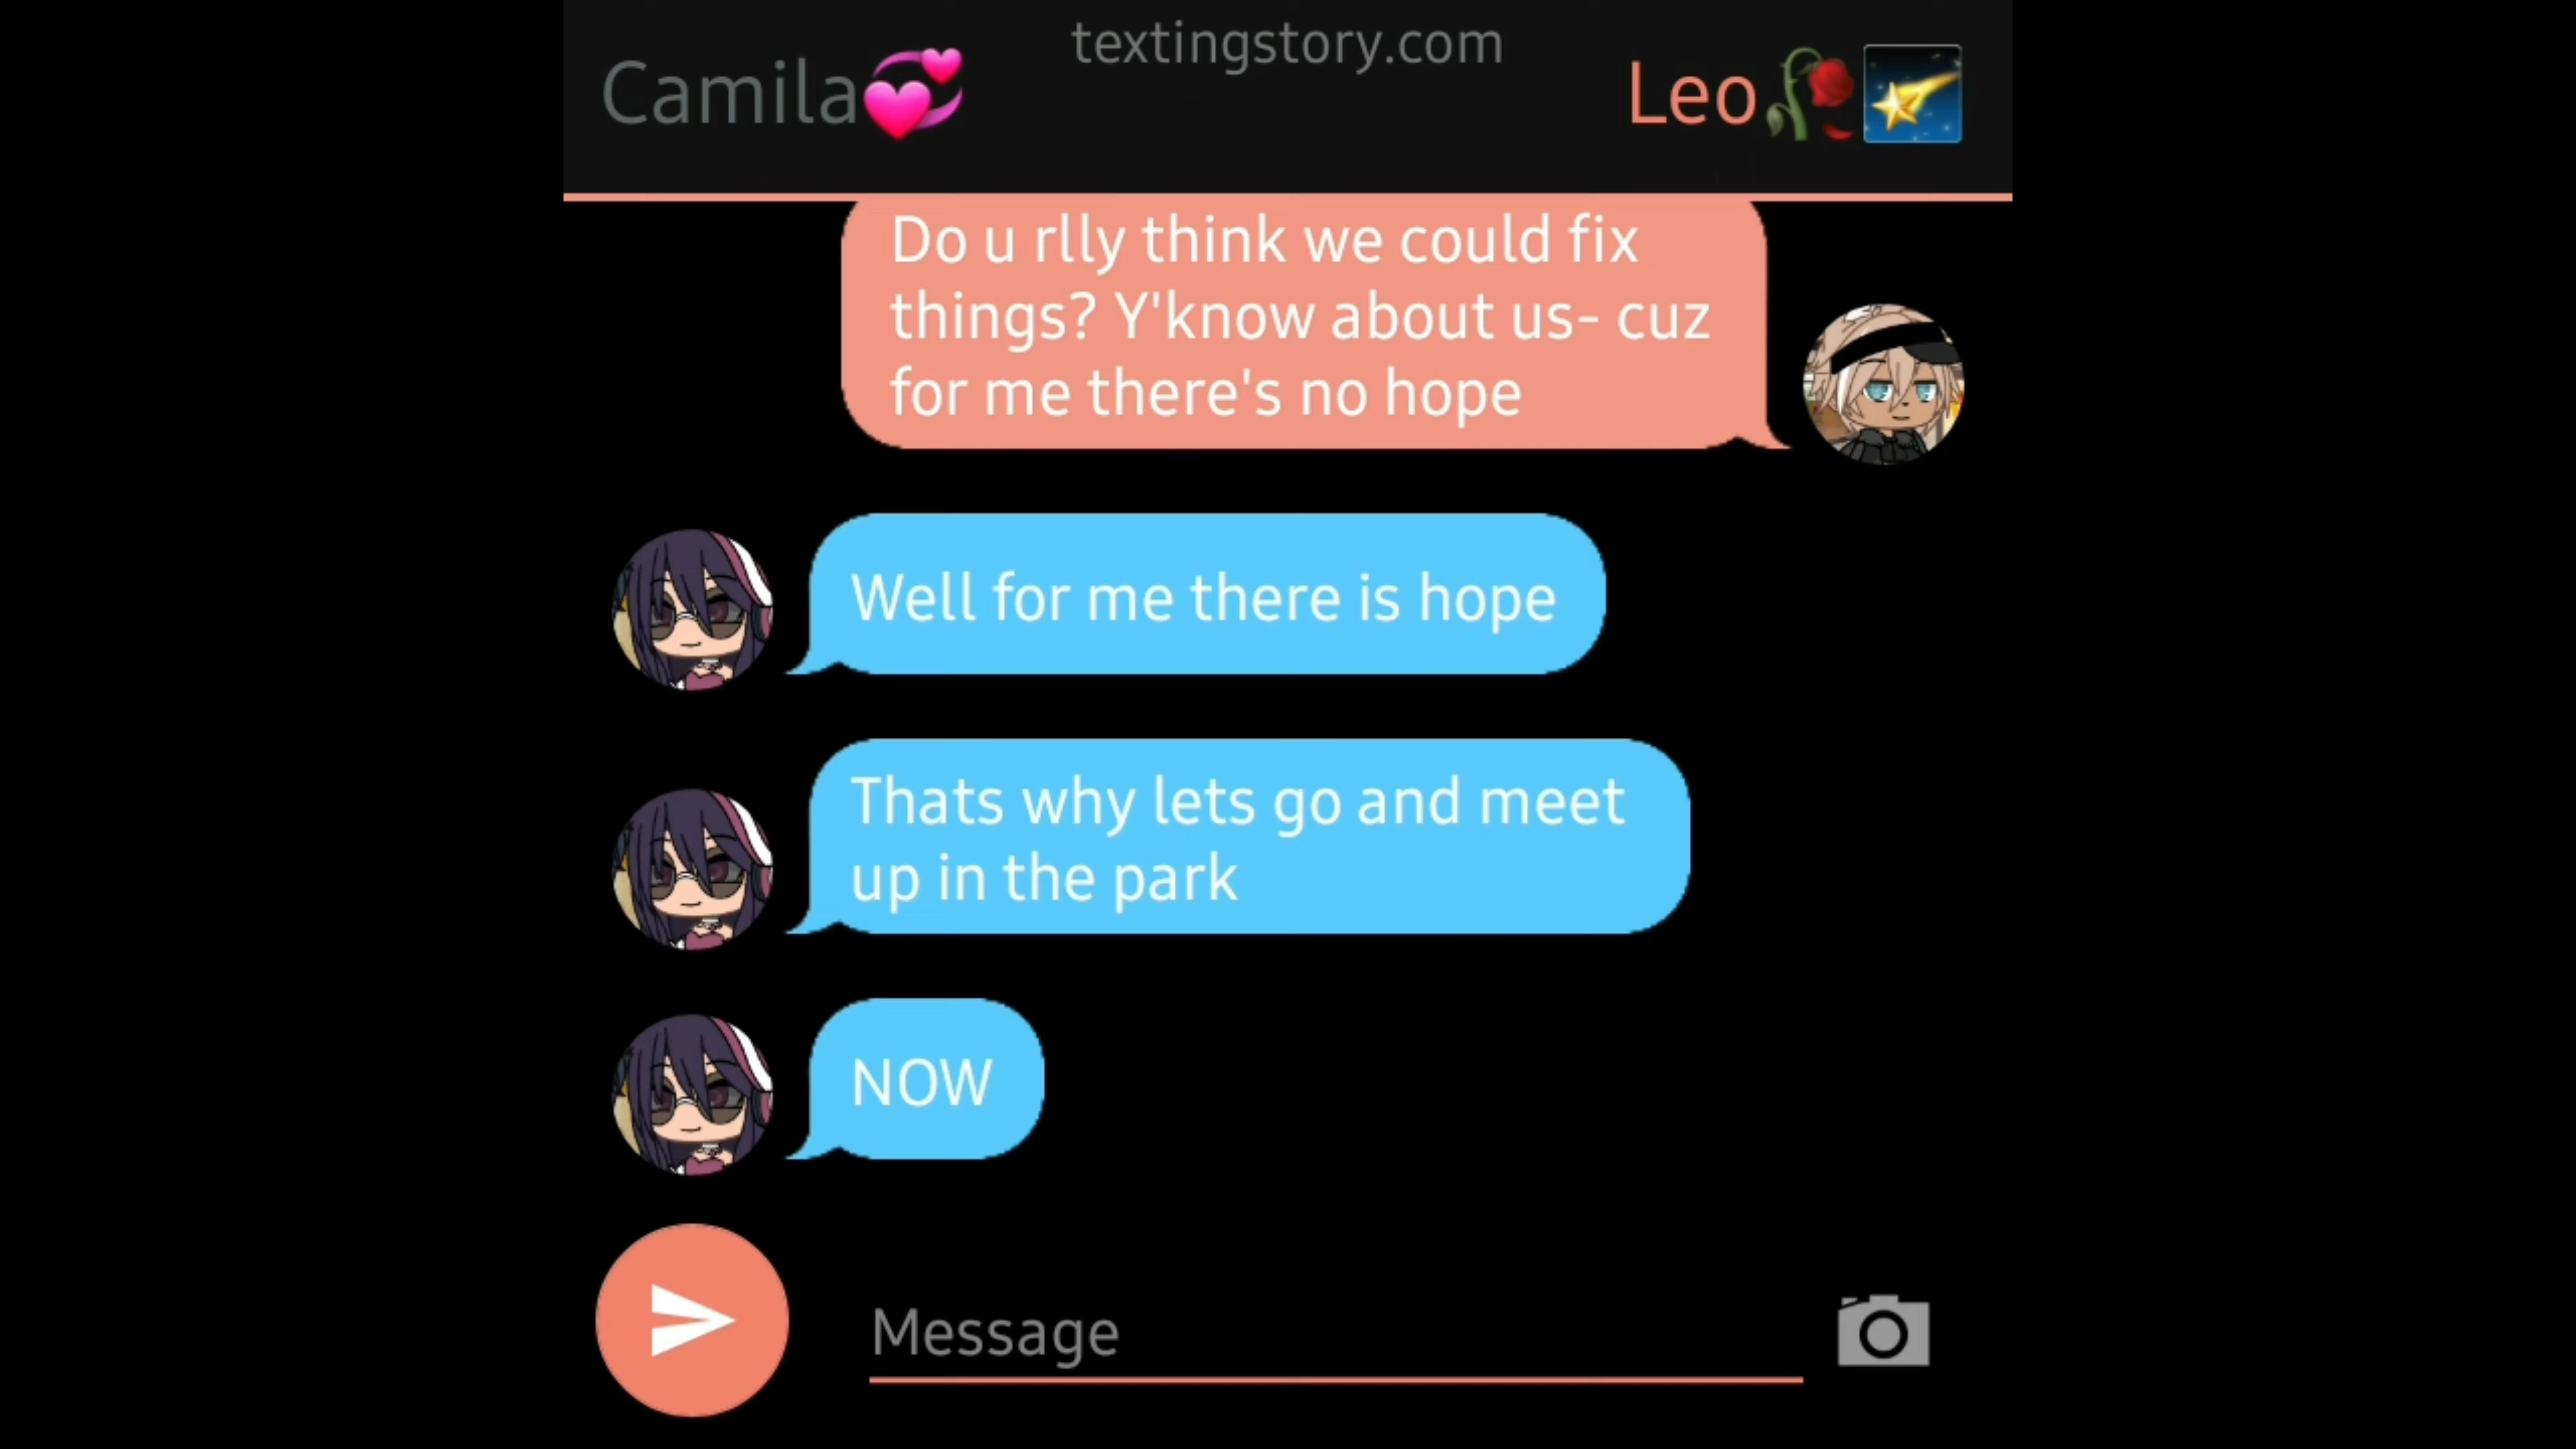 textingstory.com
Camila💞
Leo🥀🌠
Do u rlly think we could fix
things? Y'know about us- cuz
for me there's no hope
Well for me there is hope
Thats why lets go and meet
up in the park
NOW
Message